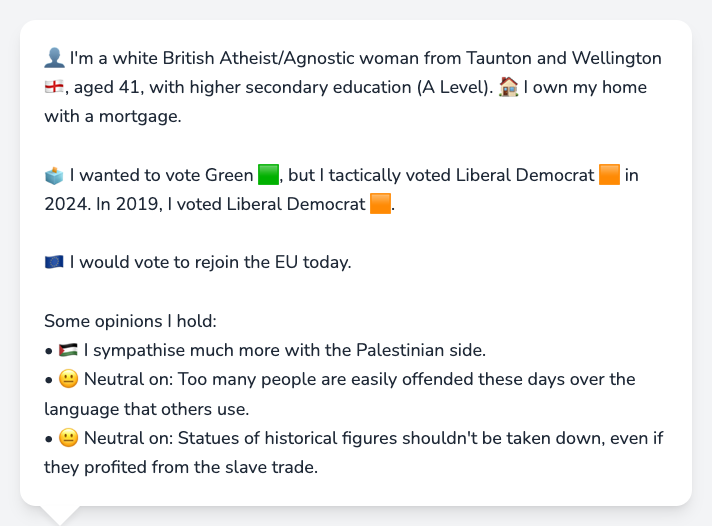 👤 I'm a white British Atheist/Agnostic woman from Taunton and Wellington
🏴󠁧󠁢󠁥󠁮󠁧󠁿, aged 41, with higher secondary education (A Level). 🏠 I own my home
with a mortgage.
🗳️ I wanted to vote Green 🟩, but I tactically voted Liberal Democrat 🟧 in
2024. In 2019, I voted Liberal Democrat 🟧.
🇪🇺 I would vote to rejoin the EU today.
Some opinions I hold:
• 🇵🇸 I sympathise much more with the Palestinian side.
• 😐 Neutral on: Too many people are easily offended these days over the
language that others use.
• 😐 Neutral on: Statues of historical figures shouldn't be taken down, even if
they profited from the slave trade.